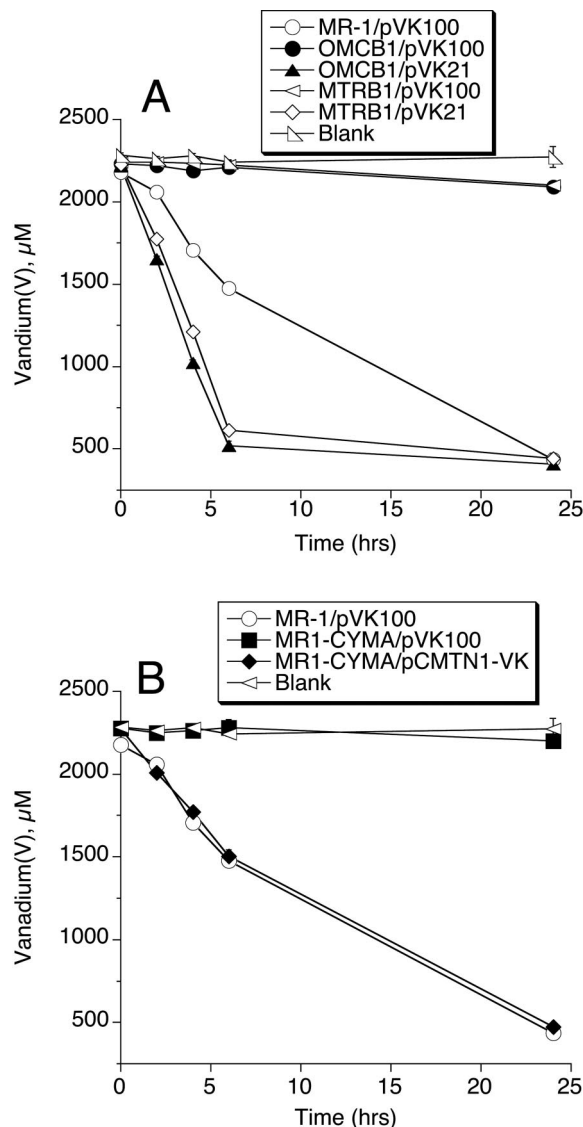 MR-1/pVK100
OMCB1/pVK100
OMCB1/pVK21
MTRB1/pVK100
MTRB1/pVK21
Blank
A
2500
2000
1500
1000
500
Vandium(V), µM
0 5 10 15 20 25
Time (hrs)
MR-1/pVK100
MR1-CYMA/pVK100
MR1-CYMA/pCMTN1-VK
Blank
B
2500
2000
1500
1000
500
Vanadium(V), µM
0 5 10 15 20 25
Time (hrs)